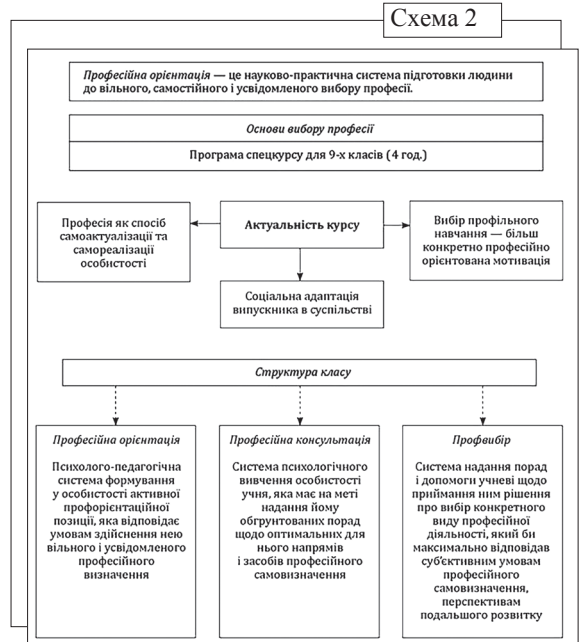 Схема 2
Професійна орієнтація — це науково-практична система підготовки людини
до вільного, самостійного і усвідомленого вибору професії.
Основи вибору професії
Програма спецкурсу для 9-х класів (4 год.)
Професія як спосіб
самоактуалізації та
самореалізації
особистості
Актуальність курсу
Вибір профільного
навчання — більш
конкретно професійно
орієнтована мотивація
Соціальна адаптація
випускника в суспільстві
Структура класу
Професійна орієнтація
Психолого-педагогічна
система формування
у особистості активної
профорієнтаційної
позиції, яка відповідає
умовам здійснення нею
вільного і усвідомленого
професійного
визначення
Професійна консультація
Система психологічного
вивчення особистості
учня, яка має на меті
надання йому
обгрунтованих порад
щодо оптимальних для
нього напрямів
і засобів професійного
самовизначення
Профвибір
Система надання порад
і допомоги учневі щодо
приймання ним рішення
про вибір конкретного
виду професійної
діяльності, який би
максимально відповідав
суб’єктивним умовам
професійного
самовизначення,
перспективам
подальшого розвитку